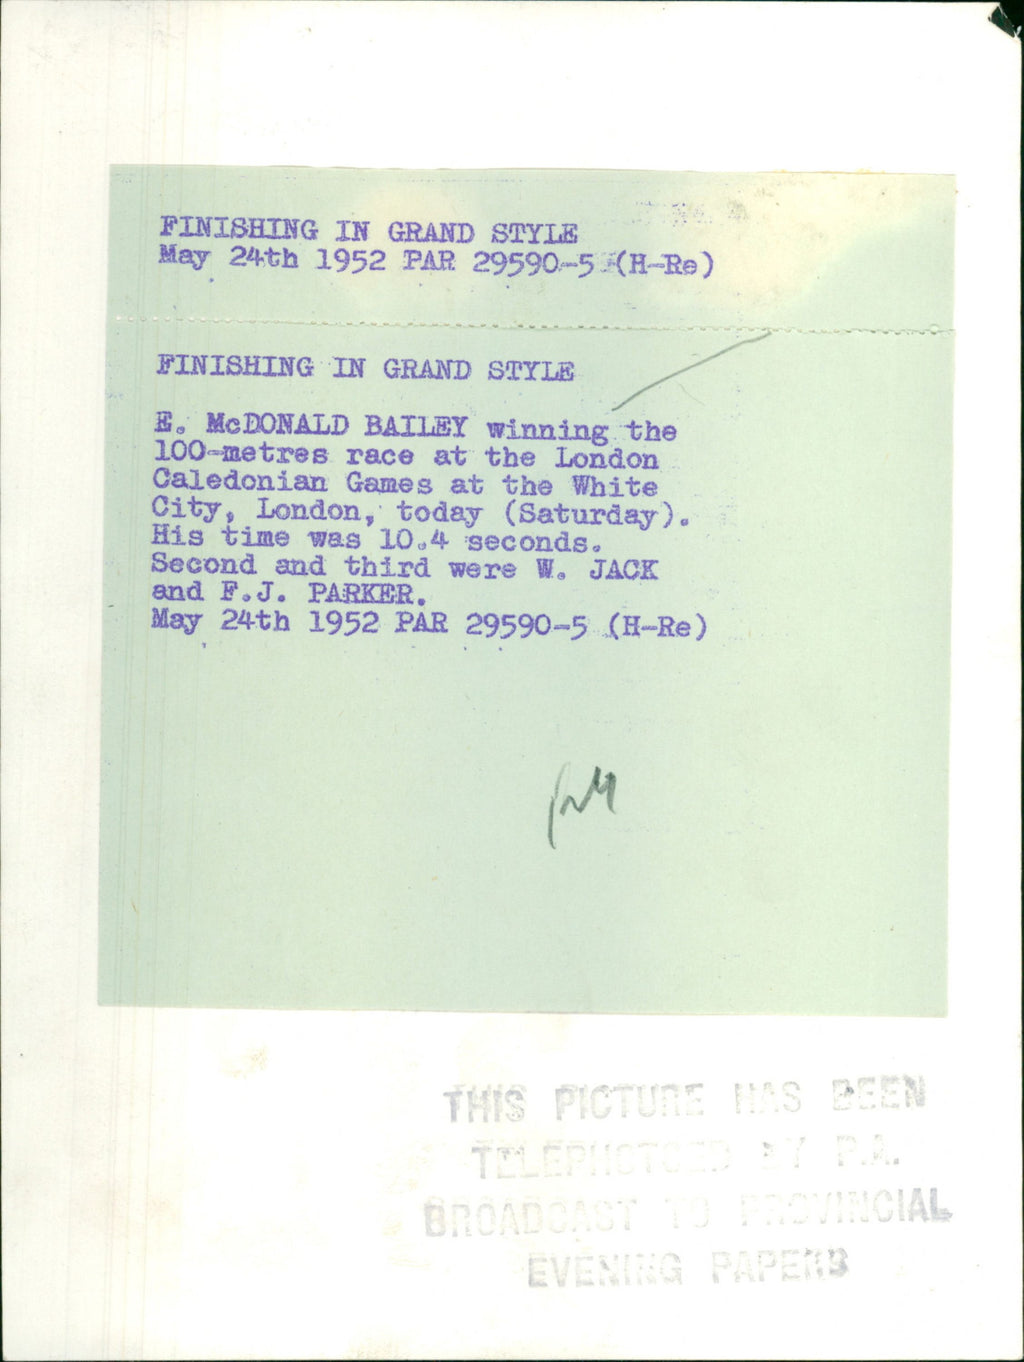 FINISHING IN GRAND STYLE
May 24th 1952 PAR 29590-5 (H-Re)
FINISHING IN GRAND STYLE
E. McDONALD BAILEY winning the
100-metres race at the London
Caledonian Games at the White
City, London, today (Saturday).
His time was 10.4 seconds.
Second and third were W. JACK
and F.J. PARKER.
May 24th 1952 PAR 29590-5 (H-Re)
THIS PICTURE HAS BEEN
TELEPHOTOED BY P.A.
BROADCAST TO PROVINCIAL
EVENING PAPERS